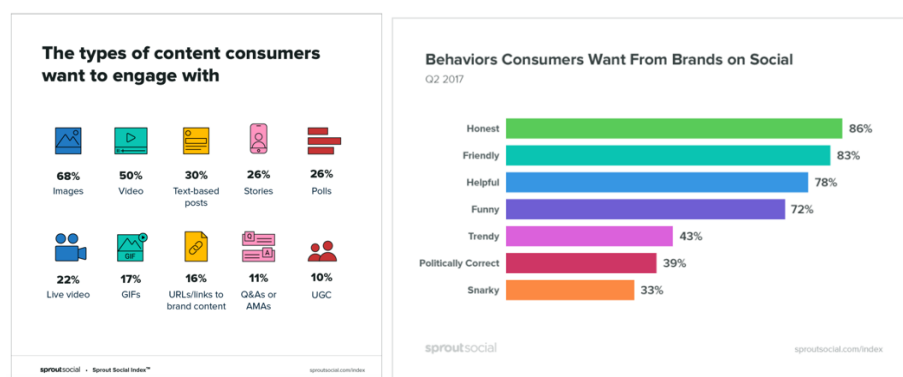 The types of content consumers
want to engage with
68%
Images
50%
Video
30%
Text-based
posts
26%
Stories
26%
Polls
22%
Live video
GIF
17%
GIFs
16%
URLs/links to
brand content
Q
A
11%
Q&As or
AMAs
10%
UGC
sproutsocial • Sprout Social Index™
sproutsocial.com/index
Behaviors Consumers Want From Brands on Social
Q2 2017
Honest 86%
Friendly 83%
Helpful 78%
Funny 72%
Trendy 43%
Politically Correct 39%
Snarky 33%
sproutsocial
sproutsocial.com/index